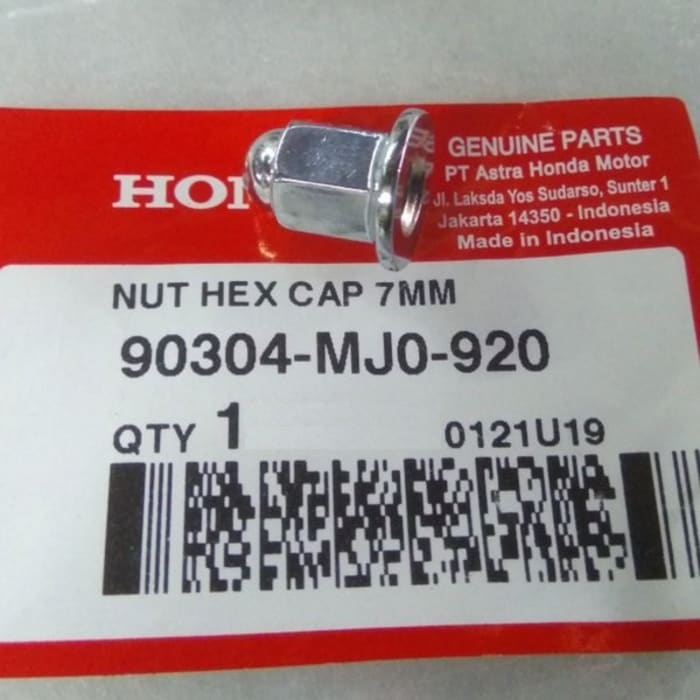 HON
GENUINE PARTS
PT Astra Honda Motor
Jl. Laksda Yos Sudarso, Sunter 1
Jakarta 14350 - Indonesia
Made in Indonesia
NUT HEX CAP 7MM
90304-MJ0-920
QTY 1
0121U19